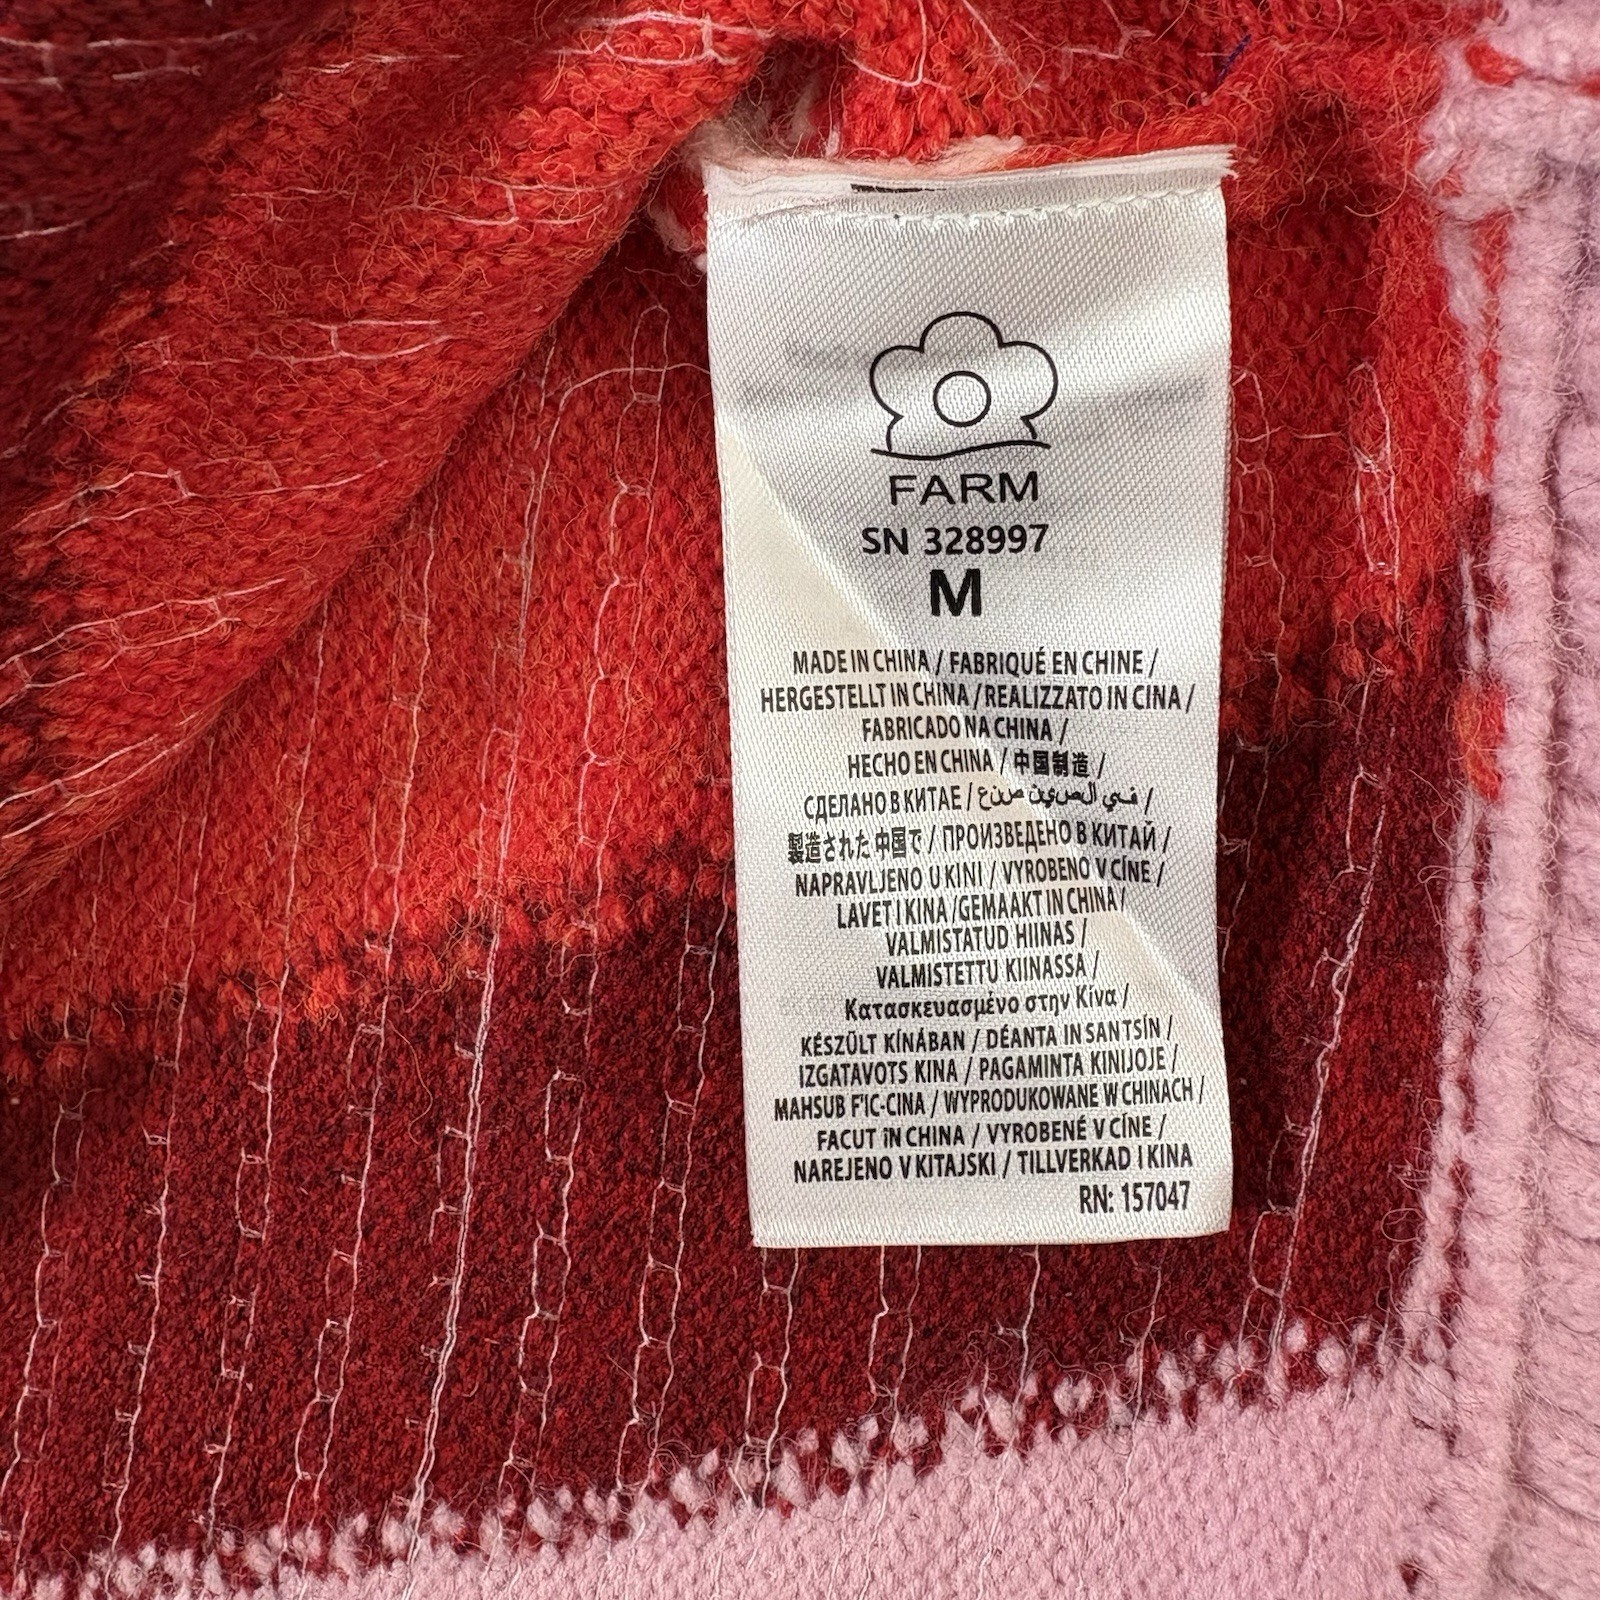 FARM
SN 328997
M
MADE IN CHINA / FABRIQUÉ EN CHINE /
HERGESTELLT IN CHINA / REALIZZATO IN CINA /
FABRICADO NA CHINA /
HECHO EN CHINA / 中国制造 /
СДЕЛАНО В КИТАЕ / في الصين صنع /
製造された 中国で / ПРОИЗВЕДЕНО В КИТАЙ /
NAPRAVLJENO U KINI / VYROBENO V CÍNE /
LAVET I KINA /GEMAAKT IN CHINA /
VALMISTATUD HIINAS /
VALMISTETTU KIINASSA /
Κατασκευασμένο στην Κίνα /
KÉSZÜLT KÍNÁBAN / DÉANTA IN SANTSÍN /
IZGATAVOTS KINA / PAGAMINTA KINIJOJE /
MAHSUB F'IC-CINA / WYPRODUKOWANE W CHINACH /
FACUT îN CHINA / VYROBENÉ V CÍNE /
NAREJENO V KITAJSKI / TILLVERKAD I KINA
RN: 157047